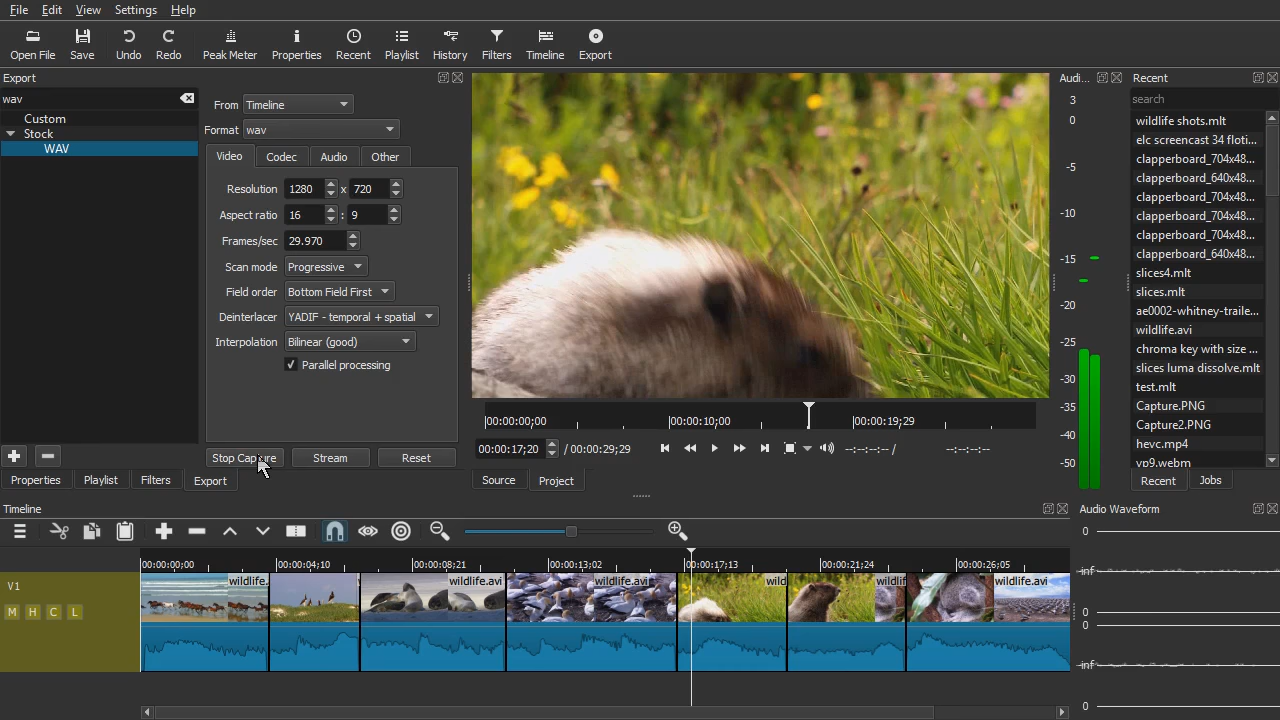 File Edit View Settings Help
Open File Save Undo Redo Peak Meter Properties Recent Playlist History Filters Timeline Export
Export
wav
Custom
Stock
WAV
From Timeline
Format wav
Video Codec Audio Other
Resolution 1280 x 720
Aspect ratio 16 : 9
Frames/sec 29.970
Scan mode Progressive
Field order Bottom Field First
Deinterlacer YADIF - temporal + spatial
Interpolation Bilinear (good)
Parallel processing
Stop Capture Stream Reset
Properties Playlist Filters Export
00:00:00;00 00:00:10;00 00:00:19;29
00:00:17;20 / 00:00:29;29 --:--:--:-- / --:--:--:--
Source Project
Audi...
3
0
-5
-10
-15
-20
-25
-30
-35
-40
-50
Recent
search
wildlife shots.mlt
elc screencast 34 floti...
clapperboard_704x48...
clapperboard_640x48...
clapperboard_704x48...
clapperboard_704x48...
clapperboard_704x48...
clapperboard_640x48...
slices4.mlt
slices.mlt
ae0002-whitney-traile...
wildlife.avi
chroma key with size ...
slices luma dissolve.mlt
test.mlt
Capture.PNG
Capture2.PNG
hevc.mp4
vp9.webm
Recent Jobs
Timeline
00:00:00;00 00:00:04;10 00:00:08;21 00:00:13;02 00:00:17;13 00:00:21;24 00:00:26;05
V1
M H C L
wildlife. wildlife.avi wildlife.avi wild wildlif wildlife.avi
Audio Waveform
0
-inf
0
0
-inf
0